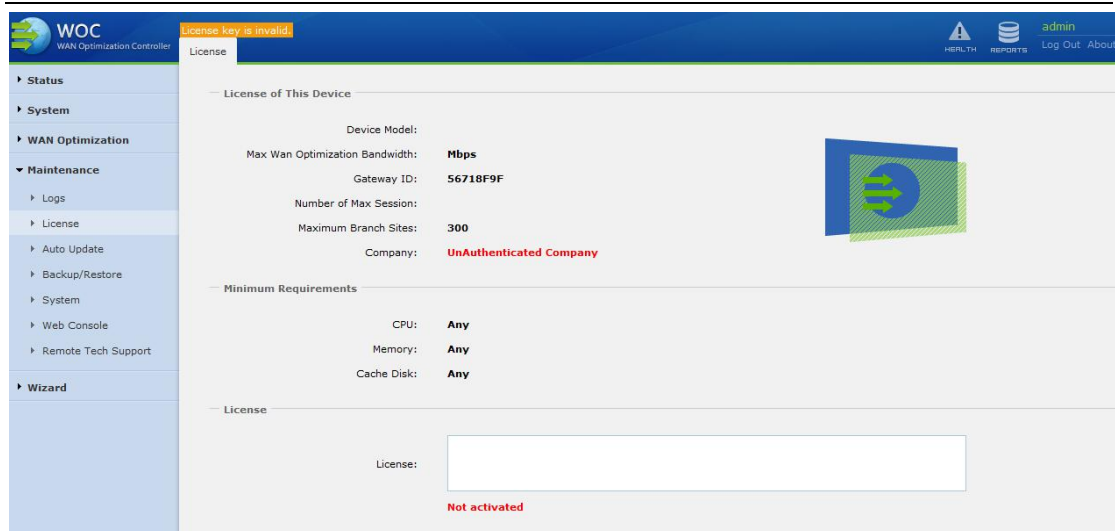 WOC
WAN Optimization Controller
License key is invalid.
License
HEALTH
REPORTS
admin
Log Out About
Status
System
WAN Optimization
Maintenance
Logs
License
Auto Update
Backup/Restore
System
Web Console
Remote Tech Support
Wizard
License of This Device
Device Model:
Max Wan Optimization Bandwidth: Mbps
Gateway ID: 56718F9F
Number of Max Session:
Maximum Branch Sites: 300
Company: UnAuthenticated Company
Minimum Requirements
CPU: Any
Memory: Any
Cache Disk: Any
License
License:
Not activated